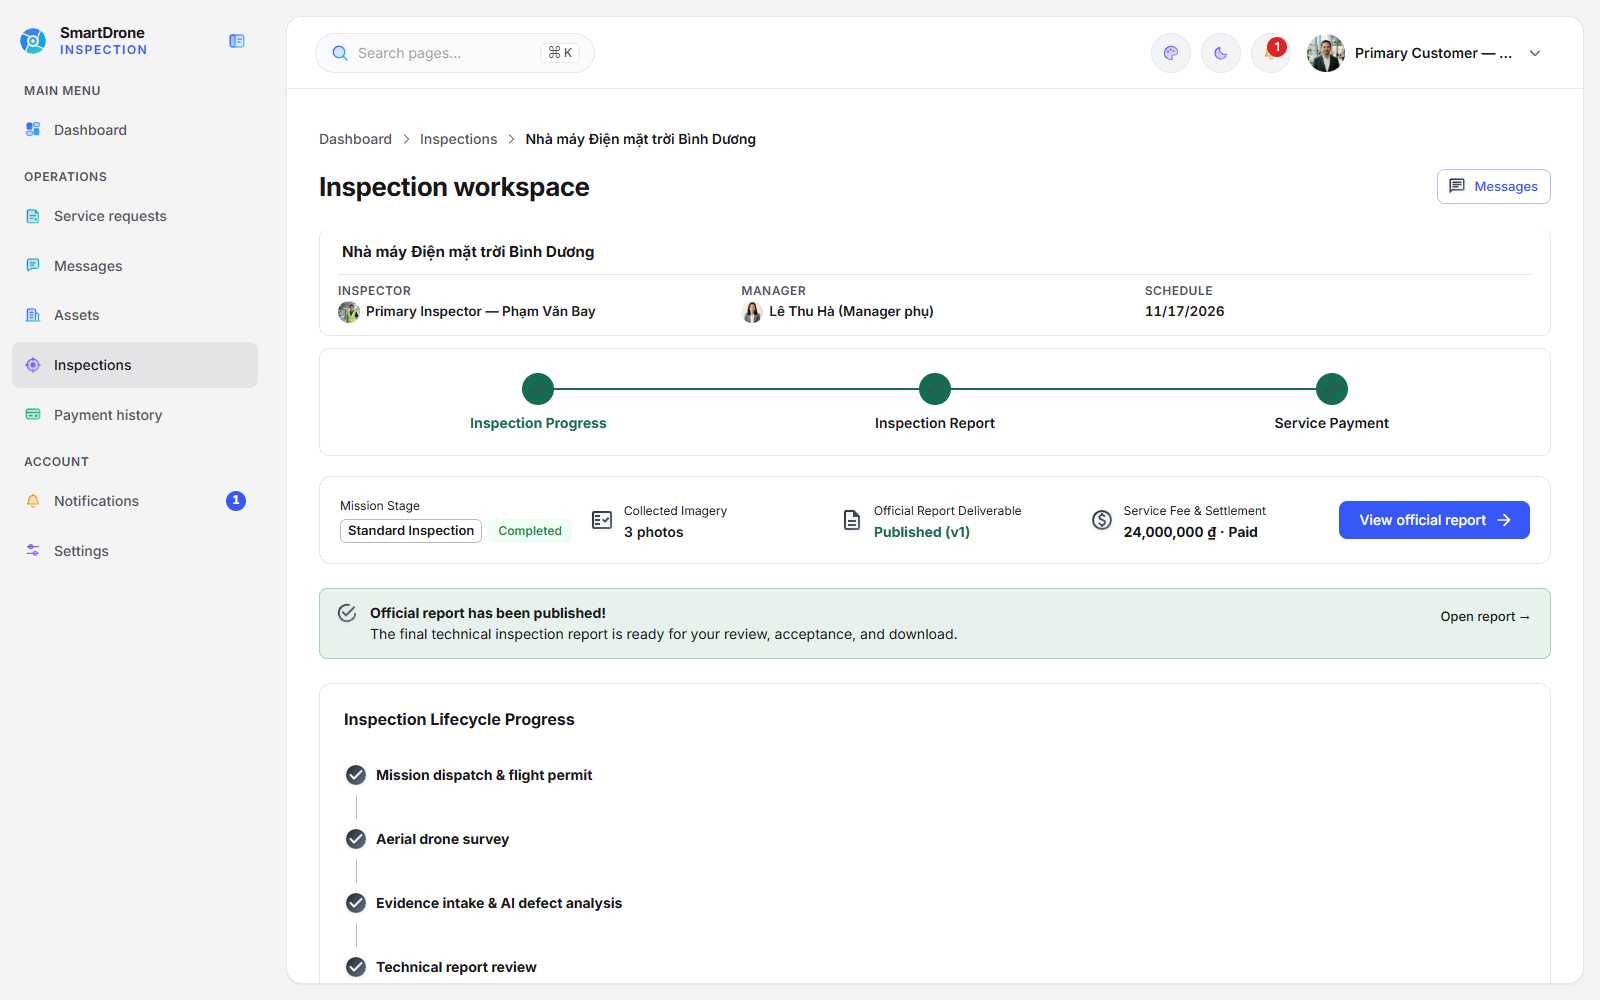 SmartDrone
INSPECTION
MAIN MENU
Dashboard
OPERATIONS
Service requests
Messages
Assets
Inspections
Payment history
ACCOUNT
Notifications
1
Settings
Search pages...
⌘ K
1
Primary Customer — ...
Dashboard > Inspections > Nhà máy Điện mặt trời Bình Dương
Inspection workspace
Messages
Nhà máy Điện mặt trời Bình Dương
INSPECTOR
Primary Inspector — Phạm Văn Bay
MANAGER
Lê Thu Hà (Manager phụ)
SCHEDULE
11/17/2026
Inspection Progress
Inspection Report
Service Payment
Mission Stage
Standard Inspection
Completed
Collected Imagery
3 photos
Official Report Deliverable
Published (v1)
Service Fee & Settlement
24,000,000 ₫ · Paid
View official report →
Official report has been published!
The final technical inspection report is ready for your review, acceptance, and download.
Open report →
Inspection Lifecycle Progress
Mission dispatch & flight permit
Aerial drone survey
Evidence intake & AI defect analysis
Technical report review